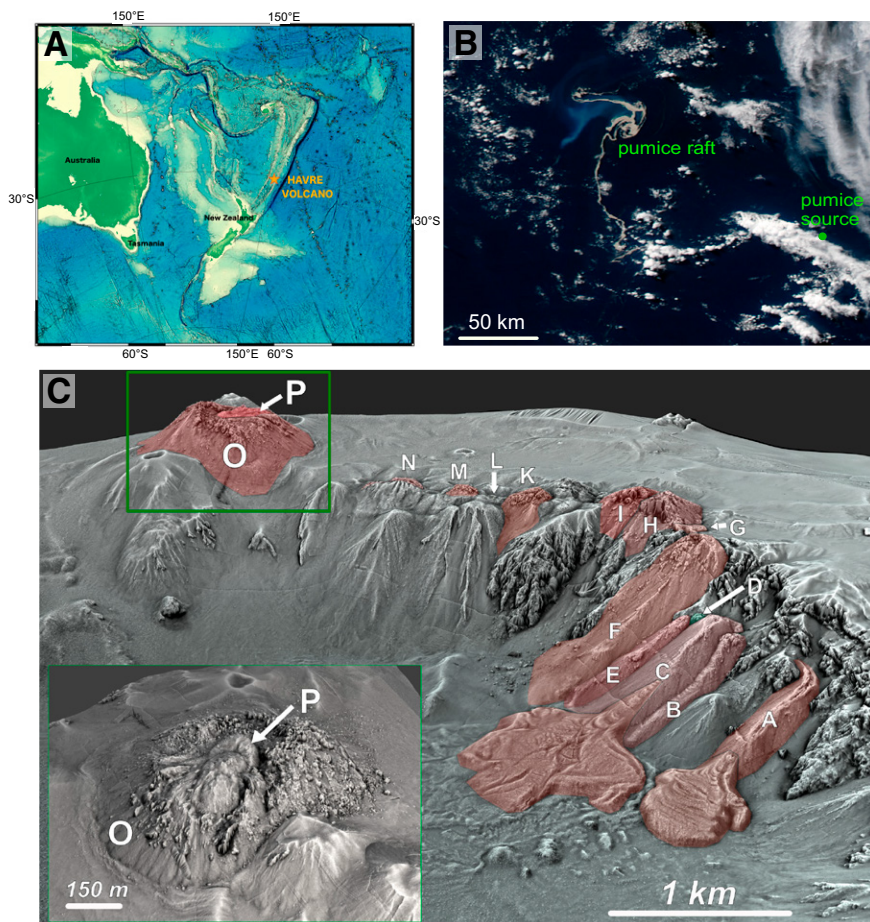 150°E
150°E
A
Australia
HAVRE
VOLCANO
30°S
30°S
New Zealand
Tasmania
60°S
150°E
60°S
B
pumice raft
pumice
source
50 km
C
P
O
N
M
L
K
I
H
G
D
F
E
C
B
A
P
O
150 m
1 km